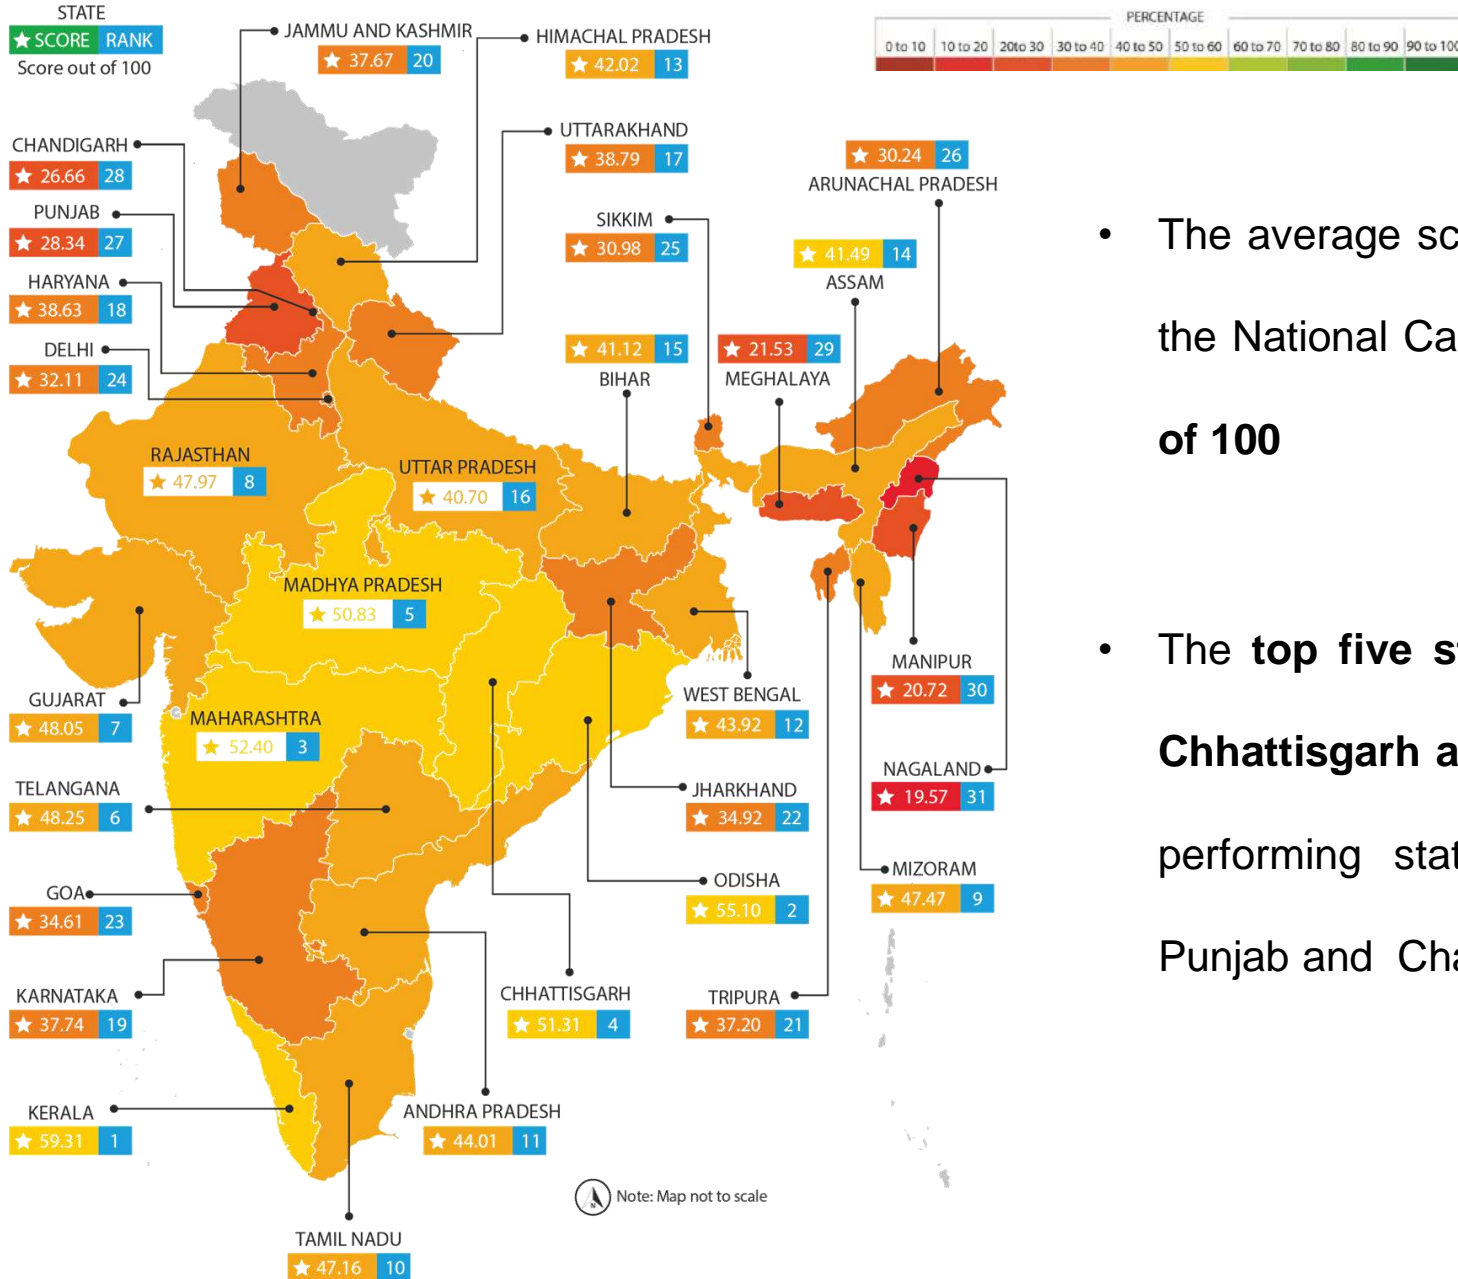 STATE
SCORE RANK
Score out of 100
PERCENTAGE
0 to 10 10 to 20 20to 30 30 to 40 40 to 50 50 to 60 60 to 70 70 to 80 80 to 90 90 to 100
JAMMU AND KASHMIR
37.67 20
HIMACHAL PRADESH
42.02 13
UTTARAKHAND
38.79 17
CHANDIGARH
26.66 28
PUNJAB
28.34 27
HARYANA
38.63 18
DELHI
32.11 24
SIKKIM
30.98 25
30.24 26
ARUNACHAL PRADESH
41.49 14
ASSAM
41.12 15
BIHAR
21.53 29
MEGHALAYA
RAJASTHAN
47.97 8
UTTAR PRADESH
40.70 16
MADHYA PRADESH
50.83 5
GUJARAT
48.05 7
MAHARASHTRA
52.40 3
TELANGANA
48.25 6
GOA
34.61 23
KARNATAKA
37.74 19
KERALA
59.31 1
TAMIL NADU
47.16 10
ANDHRA PRADESH
44.01 11
CHHATTISGARH
51.31 4
WEST BENGAL
43.92 12
JHARKHAND
34.92 22
ODISHA
55.10 2
TRIPURA
37.20 21
MANIPUR
20.72 30
NAGALAND
19.57 31
MIZORAM
47.47 9
N
Note: Map not to scale
• The average sc
the National Ca
of 100
• The top five s
Chhattisgarh a
performing stat
Punjab and Cha